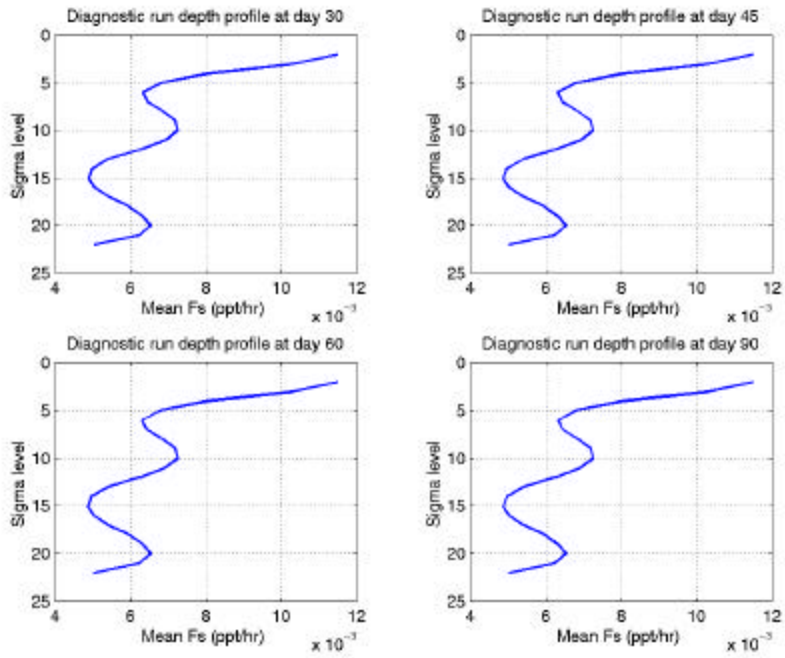 Diagnostic run depth profile at day 30
0
5
10
15
20
25
Sigma level
4 6 8 10 12
Mean Fs (ppt/hr)
x 10⁻³
Diagnostic run depth profile at day 45
0
5
10
15
20
25
Sigma level
4 6 8 10 12
Mean Fs (ppt/hr)
x 10⁻³
Diagnostic run depth profile at day 60
0
5
10
15
20
25
Sigma level
4 6 8 10 12
Mean Fs (ppt/hr)
x 10⁻³
Diagnostic run depth profile at day 90
0
5
10
15
20
25
Sigma level
4 6 8 10 12
Mean Fs (ppt/hr)
x 10⁻³